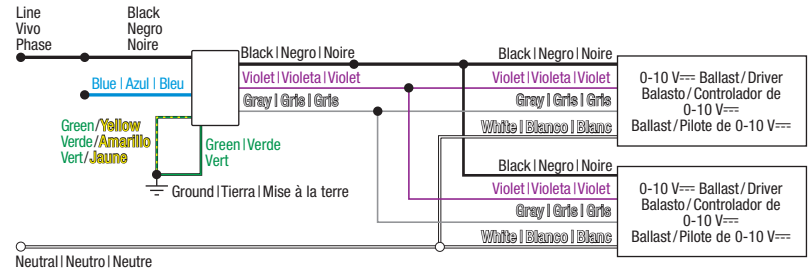 Line
Vivo
Phase
Black
Negro
Noire
Blue | Azul | Bleu
Green/Yellow
Verde/Amarillo
Vert/Jaune
Green | Verde
Vert
Ground | Tierra | Mise à la terre
Neutral | Neutro | Neutre
Black | Negro | Noire
Violet | Violeta | Violet
Gray | Gris | Gris
Black | Negro | Noire
Violet | Violeta | Violet
Gray | Gris | Gris
White | Blanco | Blanc
0-10 V⎓ Ballast/Driver
Balasto/Controlador de
0-10 V⎓
Ballast/Pilote de 0-10 V⎓
Black | Negro | Noire
Violet | Violeta | Violet
Gray | Gris | Gris
White | Blanco | Blanc
0-10 V⎓ Ballast/Driver
Balasto/Controlador de
0-10 V⎓
Ballast/Pilote de 0-10 V⎓